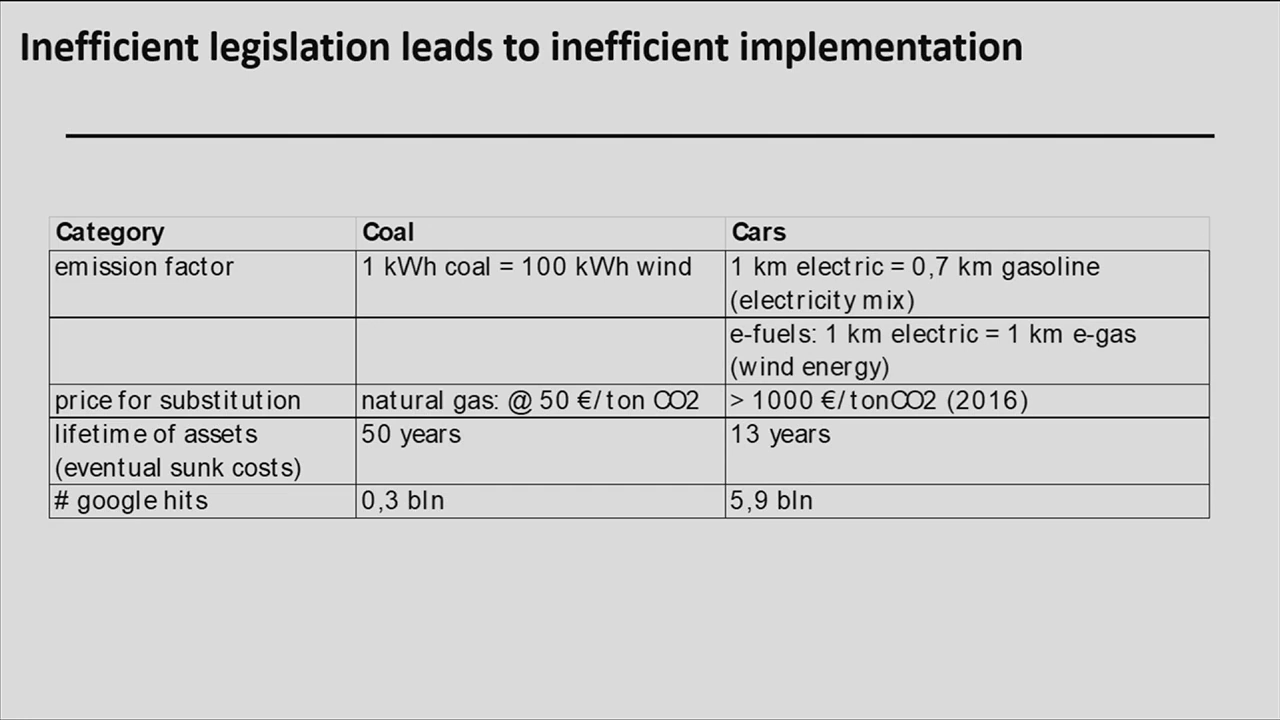 Inefficient legislation leads to inefficient implementation
Category Coal Cars
emission factor 1 kWh coal = 100 kWh wind 1 km electric = 0,7 km gasoline
(electricity mix)
e-fuels: 1 km electric = 1 km e-gas
(wind energy)
price for substitution natural gas: @ 50 €/ton CO2 > 1000 €/tonCO2 (2016)
lifetime of assets 50 years 13 years
(eventual sunk costs)
# google hits 0,3 bln 5,9 bln